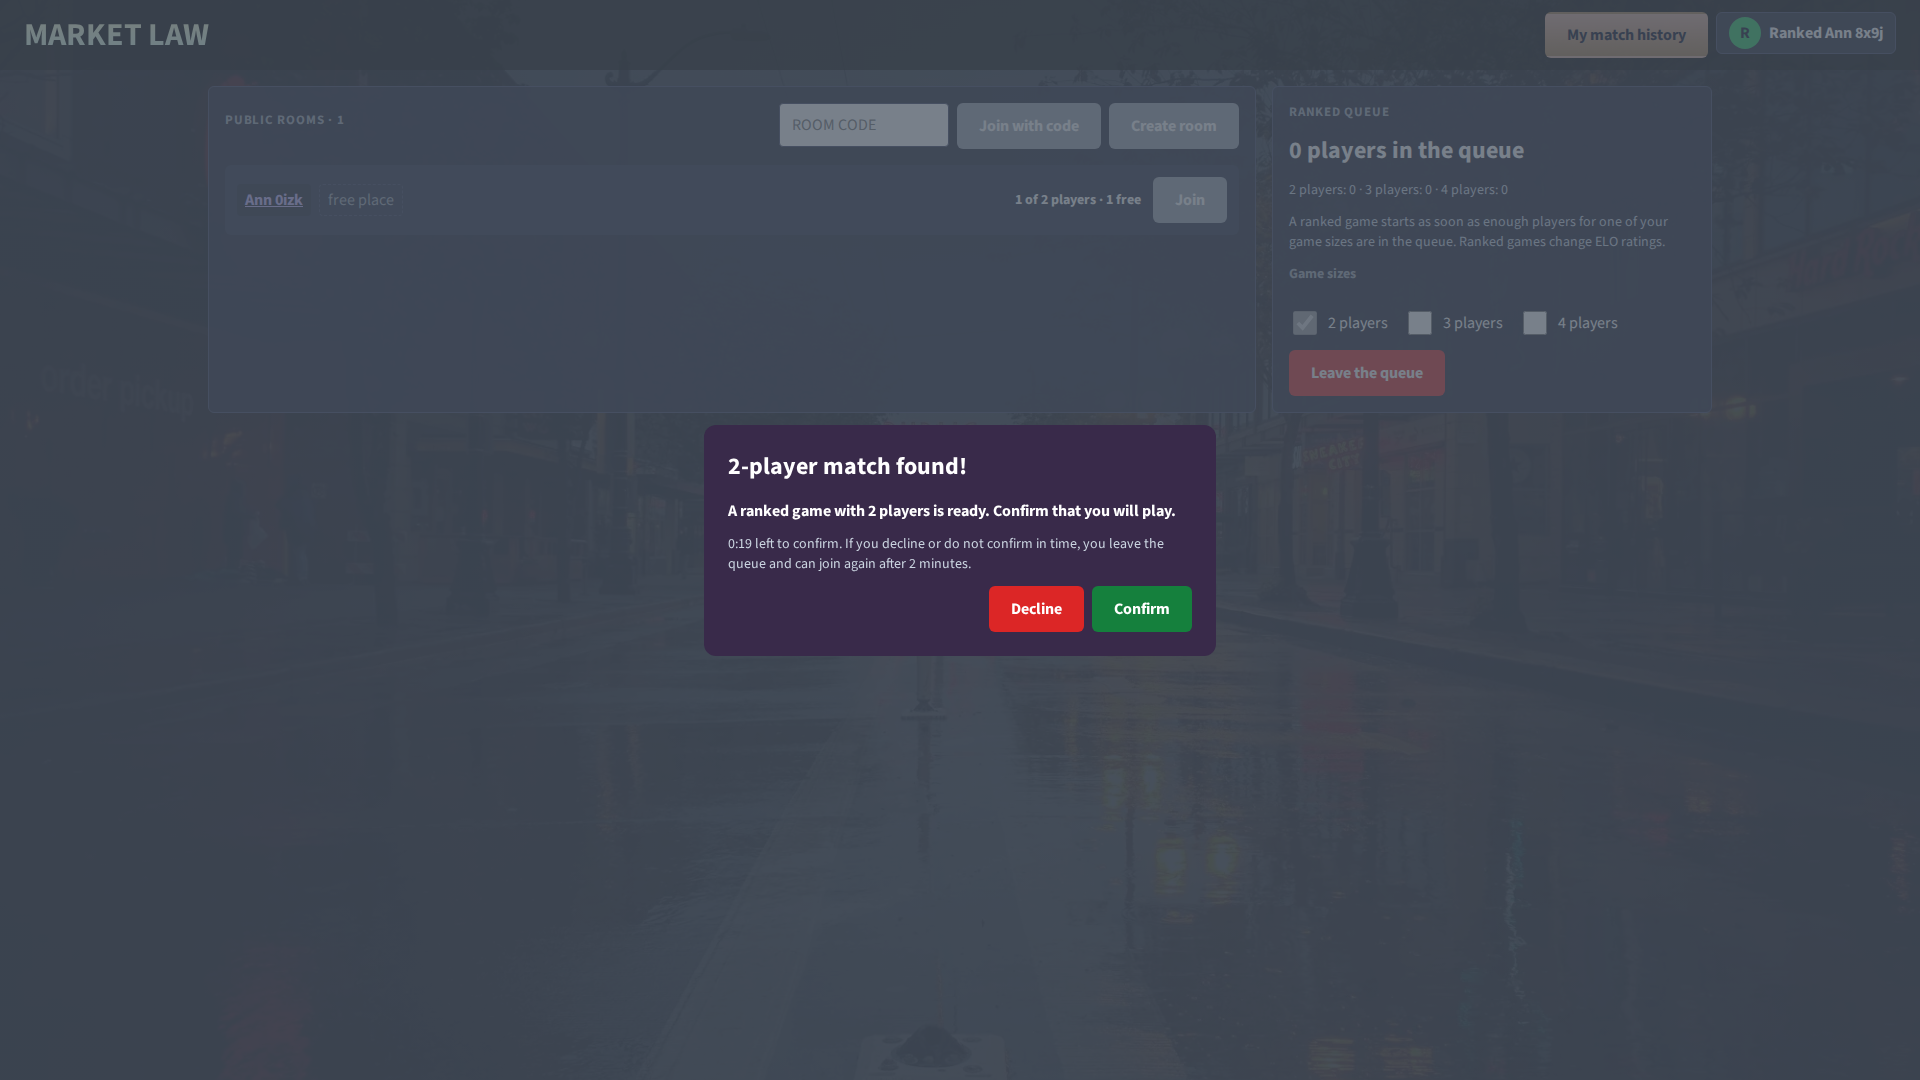 MARKET LAW
My match history
R
Ranked Ann 8x9j
PUBLIC ROOMS · 1
ROOM CODE
Join with code
Create room
Ann 0izk
free place
1 of 2 players · 1 free
Join
RANKED QUEUE
0 players in the queue
2 players: 0 · 3 players: 0 · 4 players: 0
A ranked game starts as soon as enough players for one of your
game sizes are in the queue. Ranked games change ELO ratings.
Game sizes
2 players
3 players
4 players
Leave the queue
order pickup
2-player match found!
A ranked game with 2 players is ready. Confirm that you will play.
0:19 left to confirm. If you decline or do not confirm in time, you leave the
queue and can join again after 2 minutes.
Decline
Confirm